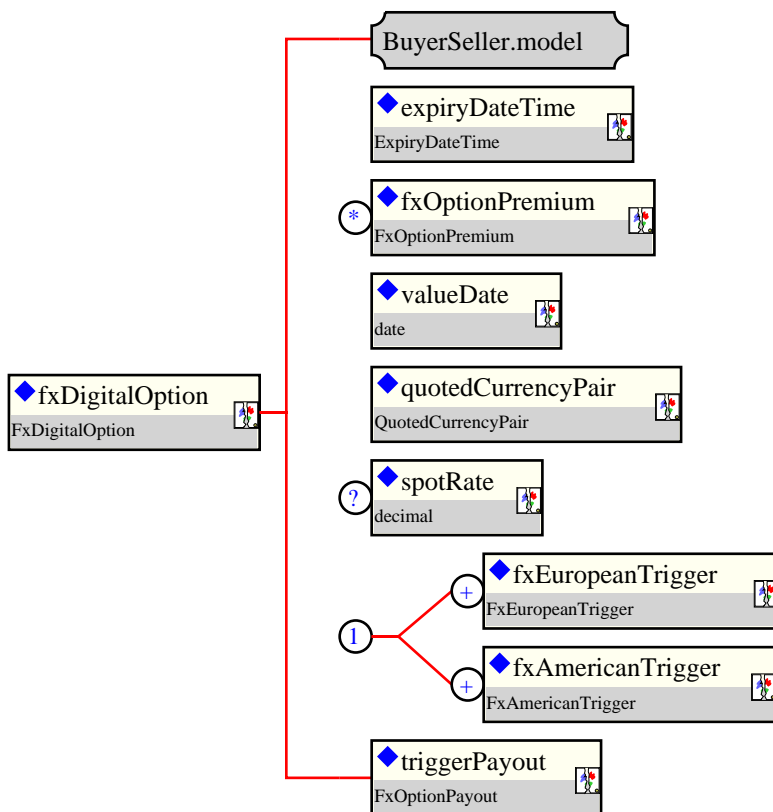 BuyerSeller.model
expiryDateTime
ExpiryDateTime
*
fxOptionPremium
FxOptionPremium
valueDate
date
fxDigitalOption
FxDigitalOption
quotedCurrencyPair
QuotedCurrencyPair
?
spotRate
decimal
1
+
fxEuropeanTrigger
FxEuropeanTrigger
+
fxAmericanTrigger
FxAmericanTrigger
triggerPayout
FxOptionPayout